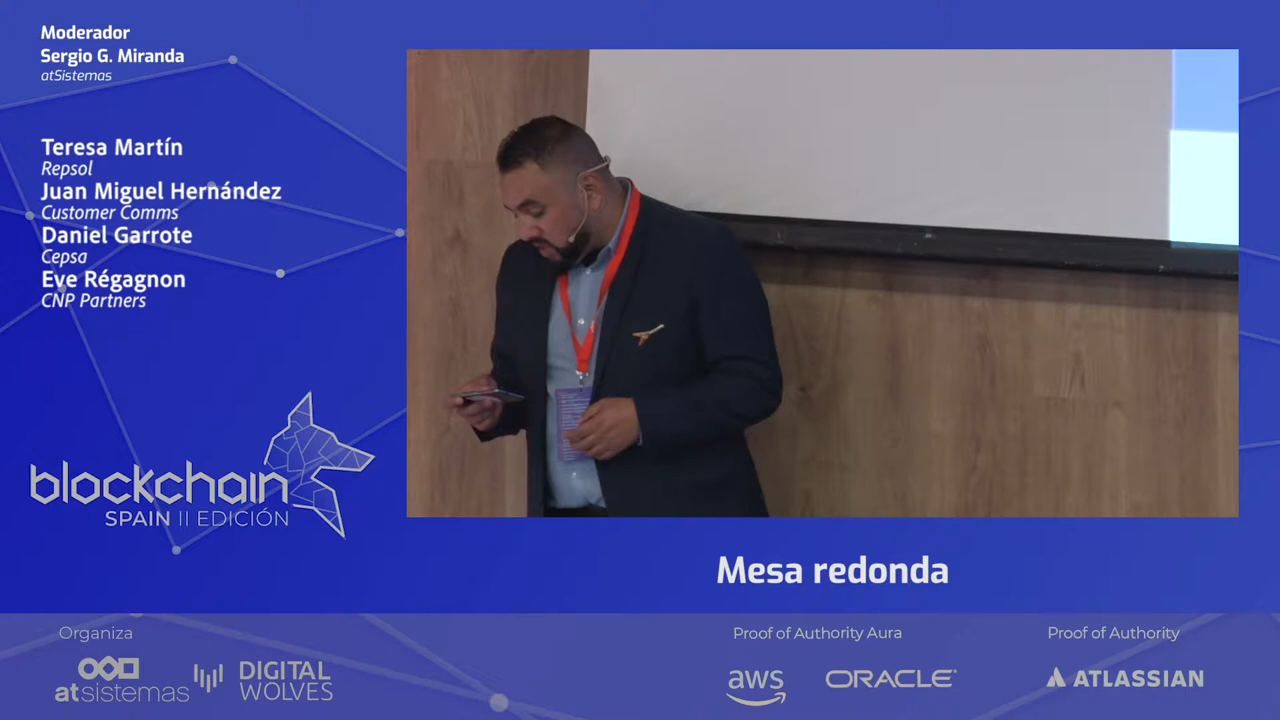 Moderador
Sergio G. Miranda
atSistemas
Teresa Martín
Repsol
Juan Miguel Hernández
Customer Comms
Daniel Garrote
Cepsa
Eve Régagnon
CNP Partners
blockchain
SPAIN II EDICIÓN
Mesa redonda
Organiza
atsistemas
DIGITAL
WOLVES
Proof of Authority Aura
aws
ORACLE
Proof of Authority
ATLASSIAN